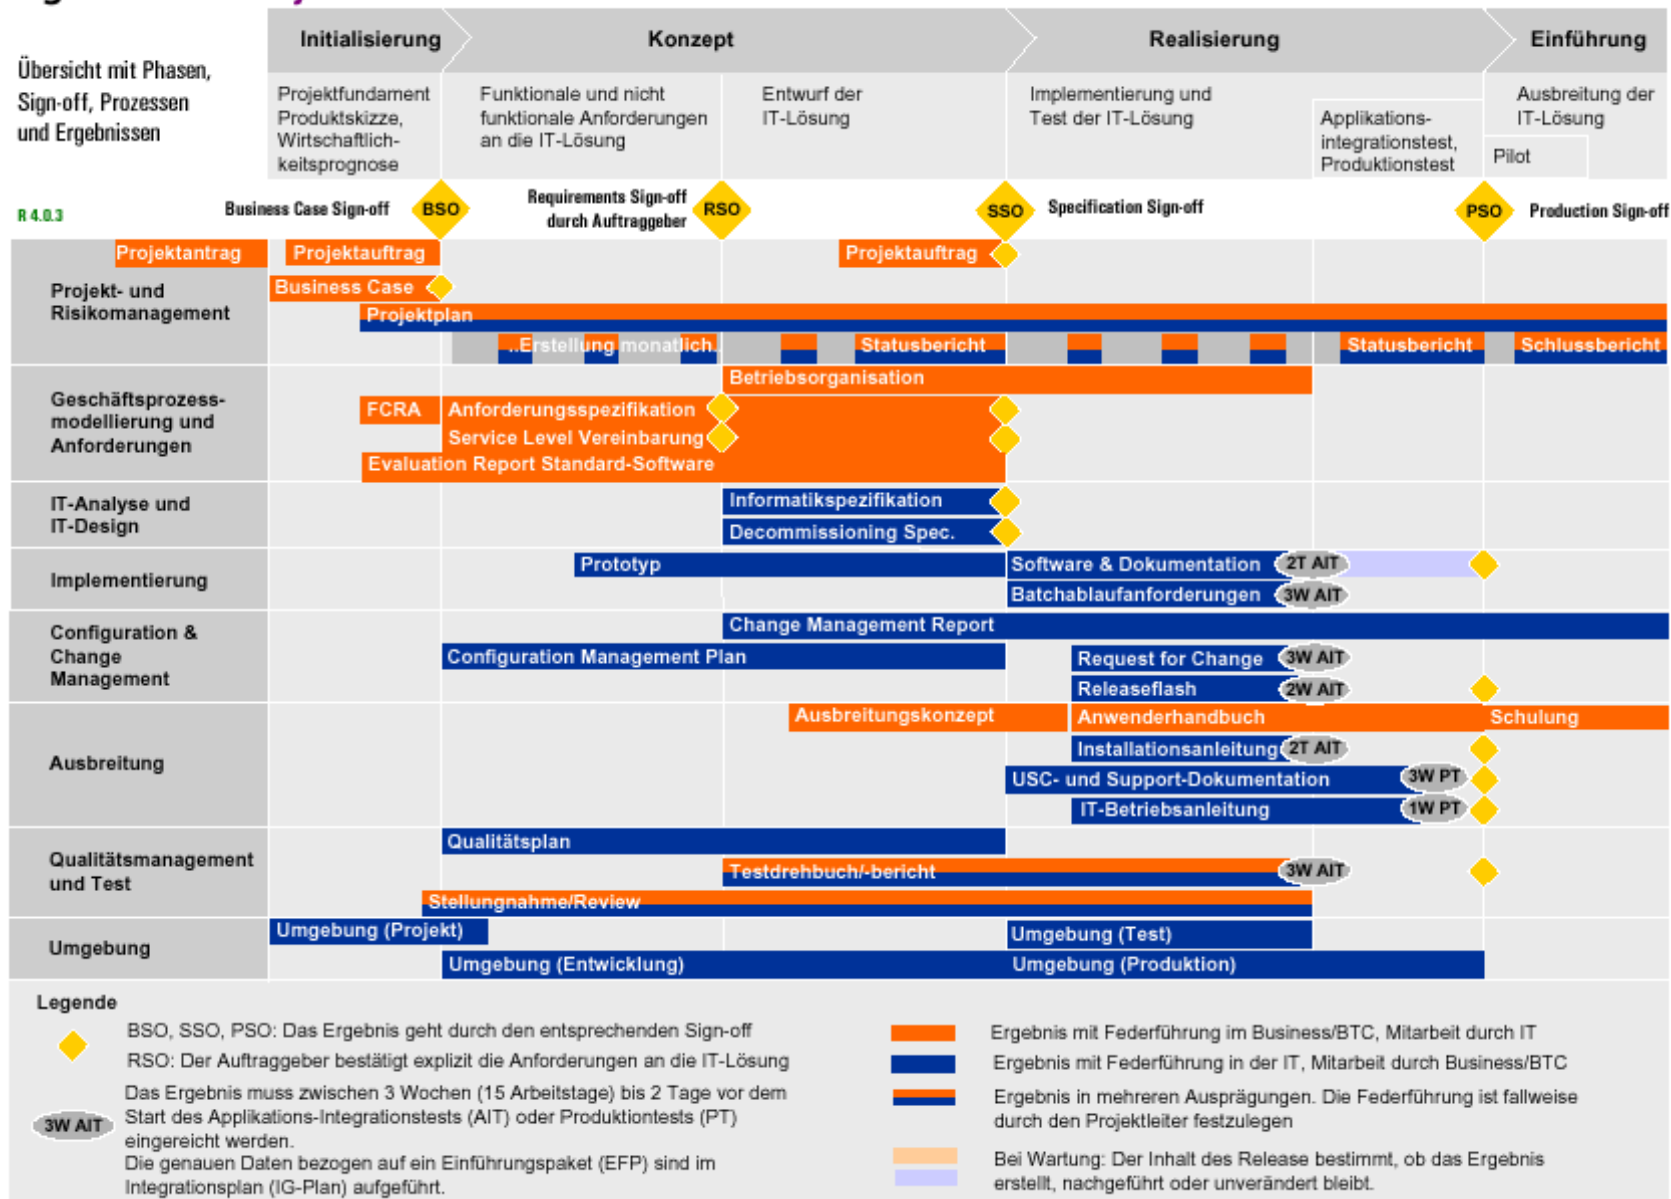 Übersicht mit Phasen,
Sign-off, Prozessen
und Ergebnissen
R 4.0.3
Initialisierung
Konzept
Realisierung
Einführung
Projektfundament
Produktskizze,
Wirtschaftlich-
keitsprognose
Funktionale und nicht
funktionale Anforderungen
an die IT-Lösung
Entwurf der
IT-Lösung
Implementierung und
Test der IT-Lösung
Applikations-
integrationstest,
Produktionstest
Ausbreitung der
IT-Lösung
Pilot
Business Case Sign-off
BSO
Requirements Sign-off
durch Auftraggeber
RSO
SSO
Specification Sign-off
PSO
Production Sign-off
Projekt- und
Risikomanagement
Projektantrag
Projektauftrag
Projektauftrag
Business Case
Projektplan
..Erstellung monatlich..
Statusbericht
Statusbericht
Schlussbericht
Geschäftsprozess-
modellierung und
Anforderungen
Betriebsorganisation
FCRA
Anforderungsspezifikation
Service Level Vereinbarung
Evaluation Report Standard-Software
IT-Analyse und
IT-Design
Informatikspezifikation
Decommissioning Spec.
Implementierung
Prototyp
Software & Dokumentation
2T AIT
Batchablaufanforderungen
3W AIT
Configuration &
Change
Management
Change Management Report
Configuration Management Plan
Request for Change
3W AIT
Releaseflash
2W AIT
Ausbreitung
Ausbreitungskonzept
Anwenderhandbuch
Schulung
Installationsanleitung
2T AIT
USC- und Support-Dokumentation
3W PT
IT-Betriebsanleitung
1W PT
Qualitätsmanagement
und Test
Qualitätsplan
Testdrehbuch/-bericht
3W AIT
Stellungnahme/Review
Umgebung
Umgebung (Projekt)
Umgebung (Test)
Umgebung (Entwicklung)
Umgebung (Produktion)
Legende
BSO, SSO, PSO: Das Ergebnis geht durch den entsprechenden Sign-off
RSO: Der Auftraggeber bestätigt explizit die Anforderungen an die IT-Lösung
3W AIT
Das Ergebnis muss zwischen 3 Wochen (15 Arbeitstage) bis 2 Tage vor dem
Start des Applikations-Integrationstests (AIT) oder Produktiontests (PT)
eingereicht werden.
Die genauen Daten bezogen auf ein Einführungspaket (EFP) sind im
Integrationsplan (IG-Plan) aufgeführt.
Ergebnis mit Federführung im Business/BTC, Mitarbeit durch IT
Ergebnis mit Federführung in der IT, Mitarbeit durch Business/BTC
Ergebnis in mehreren Ausprägungen. Die Federführung ist fallweise
durch den Projektleiter festzulegen
Bei Wartung: Der Inhalt des Release bestimmt, ob das Ergebnis
erstellt, nachgeführt oder unverändert bleibt.